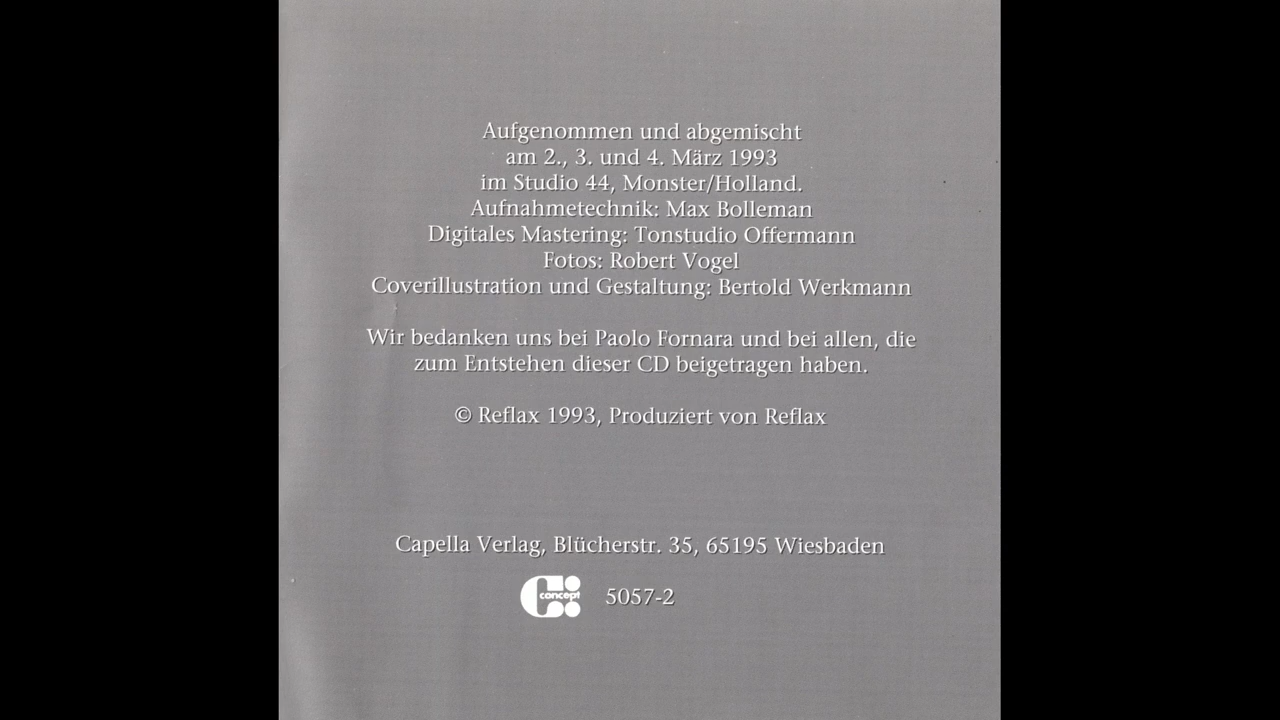 Aufgenommen und abgemischt
am 2., 3. und 4. März 1993
im Studio 44, Monster/Holland.
Aufnahmetechnik: Max Bolleman
Digitales Mastering: Tonstudio Offermann
Fotos: Robert Vogel
Coverillustration und Gestaltung: Bertold Werkmann
Wir bedanken uns bei Paolo Fornara und bei allen, die
zum Entstehen dieser CD beigetragen haben.
© Reflax 1993, Produziert von Reflax
Capella Verlag, Blücherstr. 35, 65195 Wiesbaden
concept 5057-2